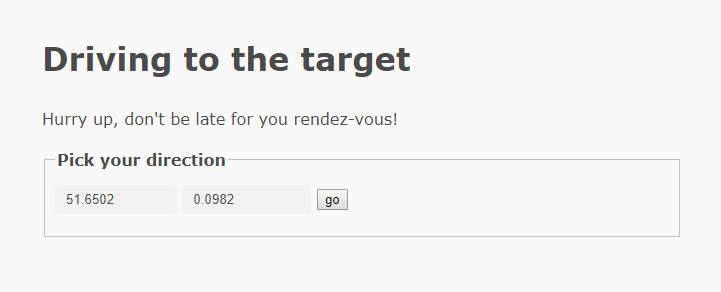 Driving to the target
Hurry up, don't be late for you rendez-vous!
Pick your direction
51.6502 0.0982 go